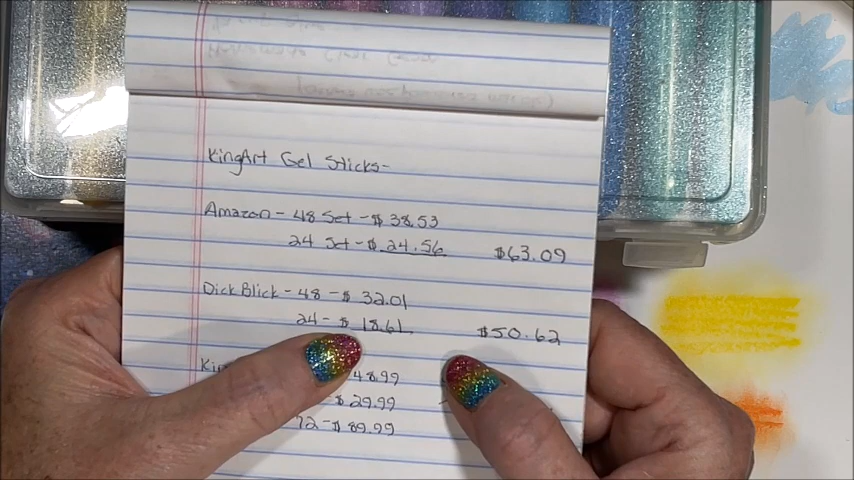 KingArt Gel Sticks-
Amazon - 48 Set - $38.53
24 Set - $24.56 $63.09
Dick Blick - 48 - $32.01
24 - $18.61 $50.62
48.99
$29.99
72 - $89.99